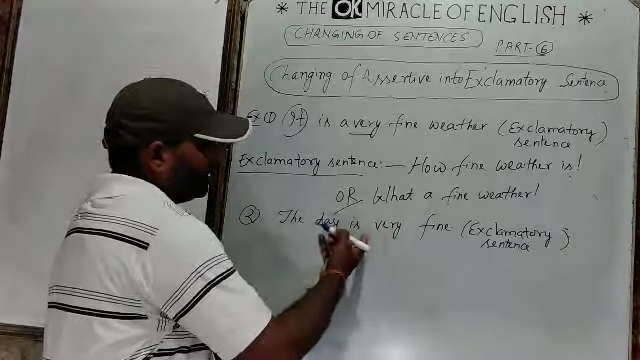 * THE OK MIRACLE OF ENGLISH *
CHANGING OF SENTENCES
PART-6
Changing of Assertive into Exclamatory Sentence
Ex ① It is a very fine weather (Exclamatory sentence)
Exclamatory sentence:— How fine weather is!
OR What a fine weather!
② The day is very fine (Exclamatory sentence)